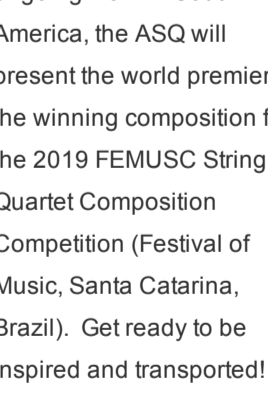 America, the ASQ will
present the world premier
the winning composition f
the 2019 FEMUSC String
Quartet Composition
Competition (Festival of
Music, Santa Catarina,
Brazil).  Get ready to be
inspired and transported!